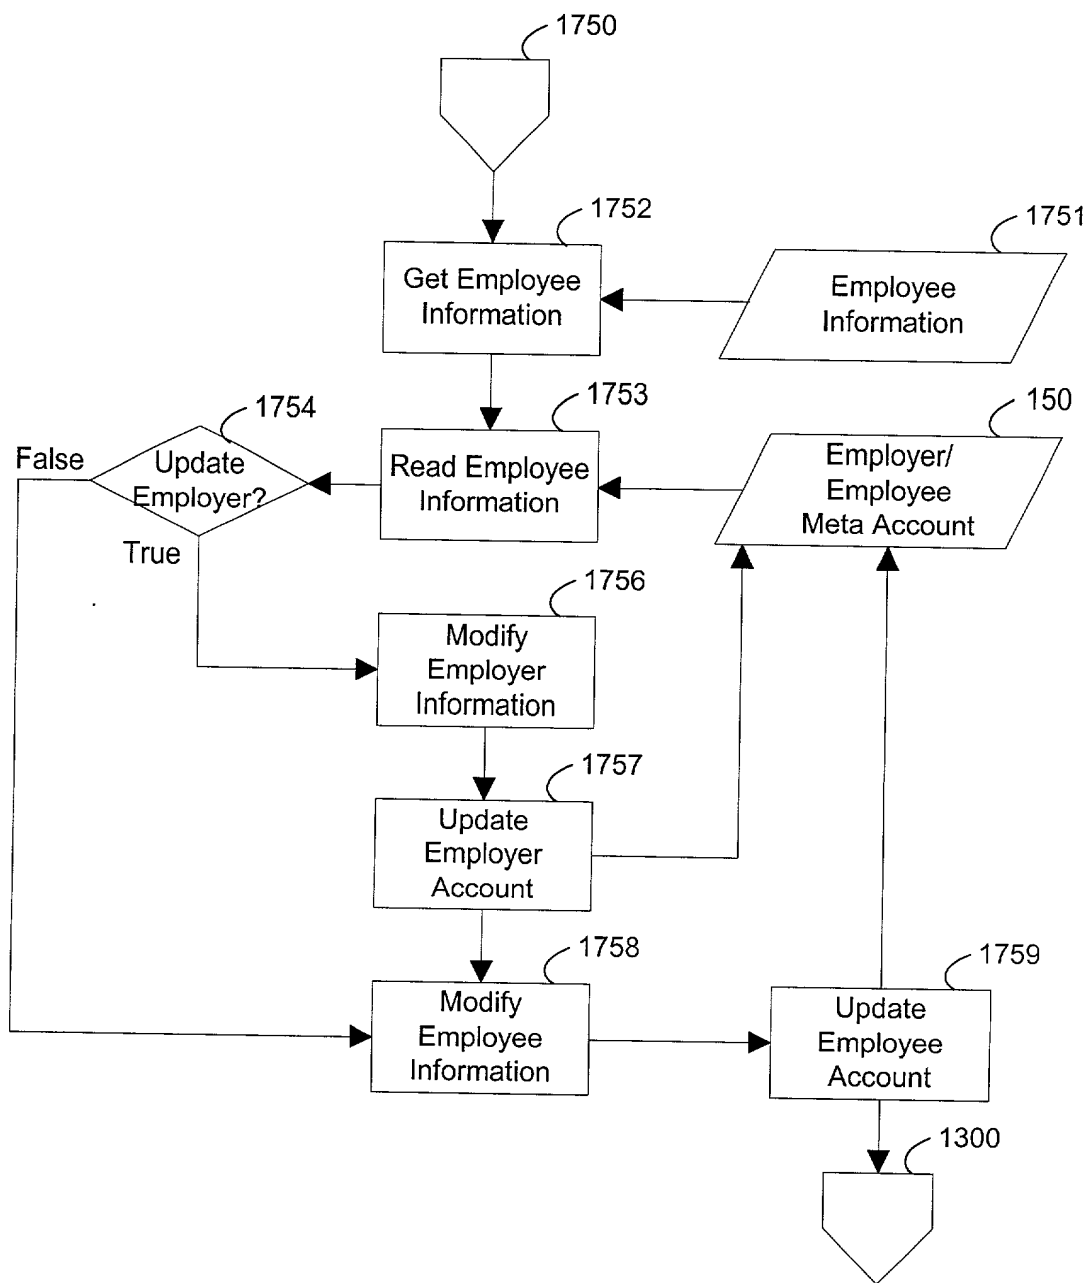 1750
1752
Get Employee
Information
1751
Employee
Information
1754
False
Update
Employer?
True
1753
Read Employee
Information
150
Employer/
Employee
Meta Account
1756
Modify
Employer
Information
1757
Update
Employer
Account
1758
Modify
Employee
Information
1759
Update
Employee
Account
1300